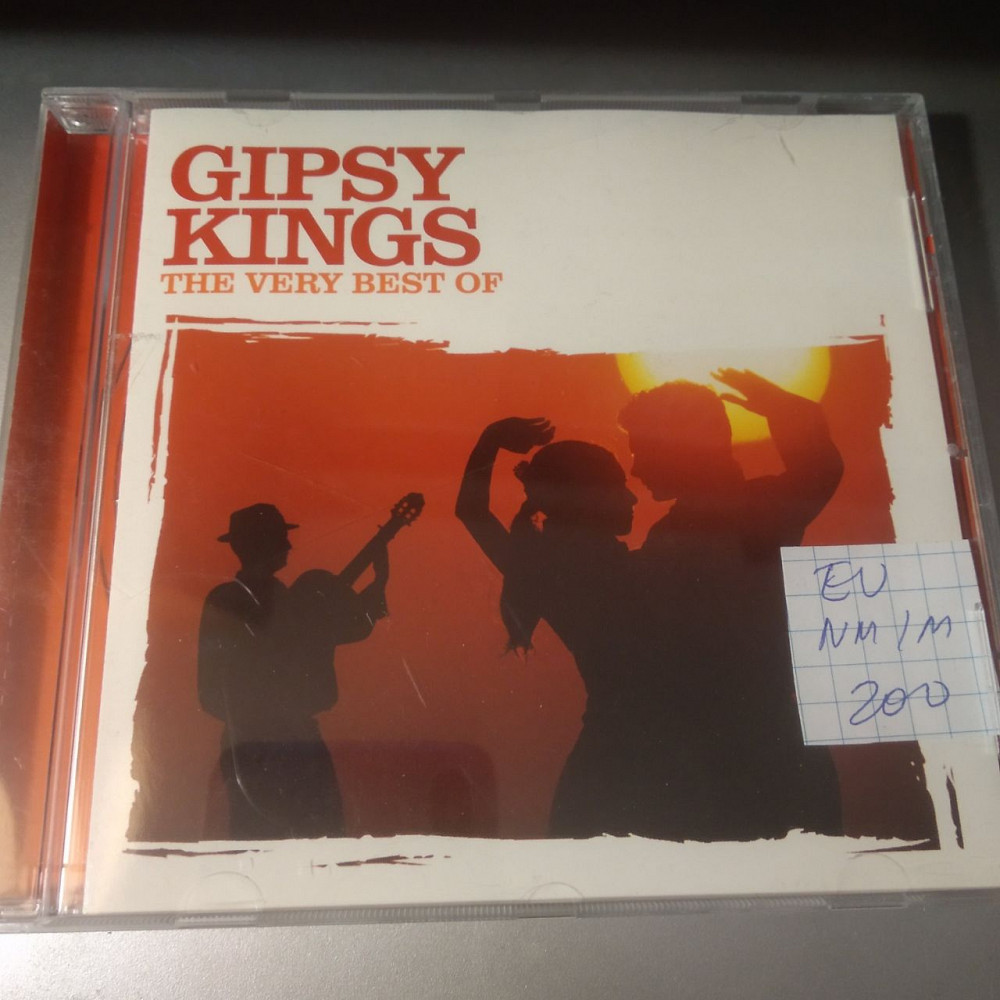 GIPSY
KINGS
THE VERY BEST OF
EU
NM/M
200